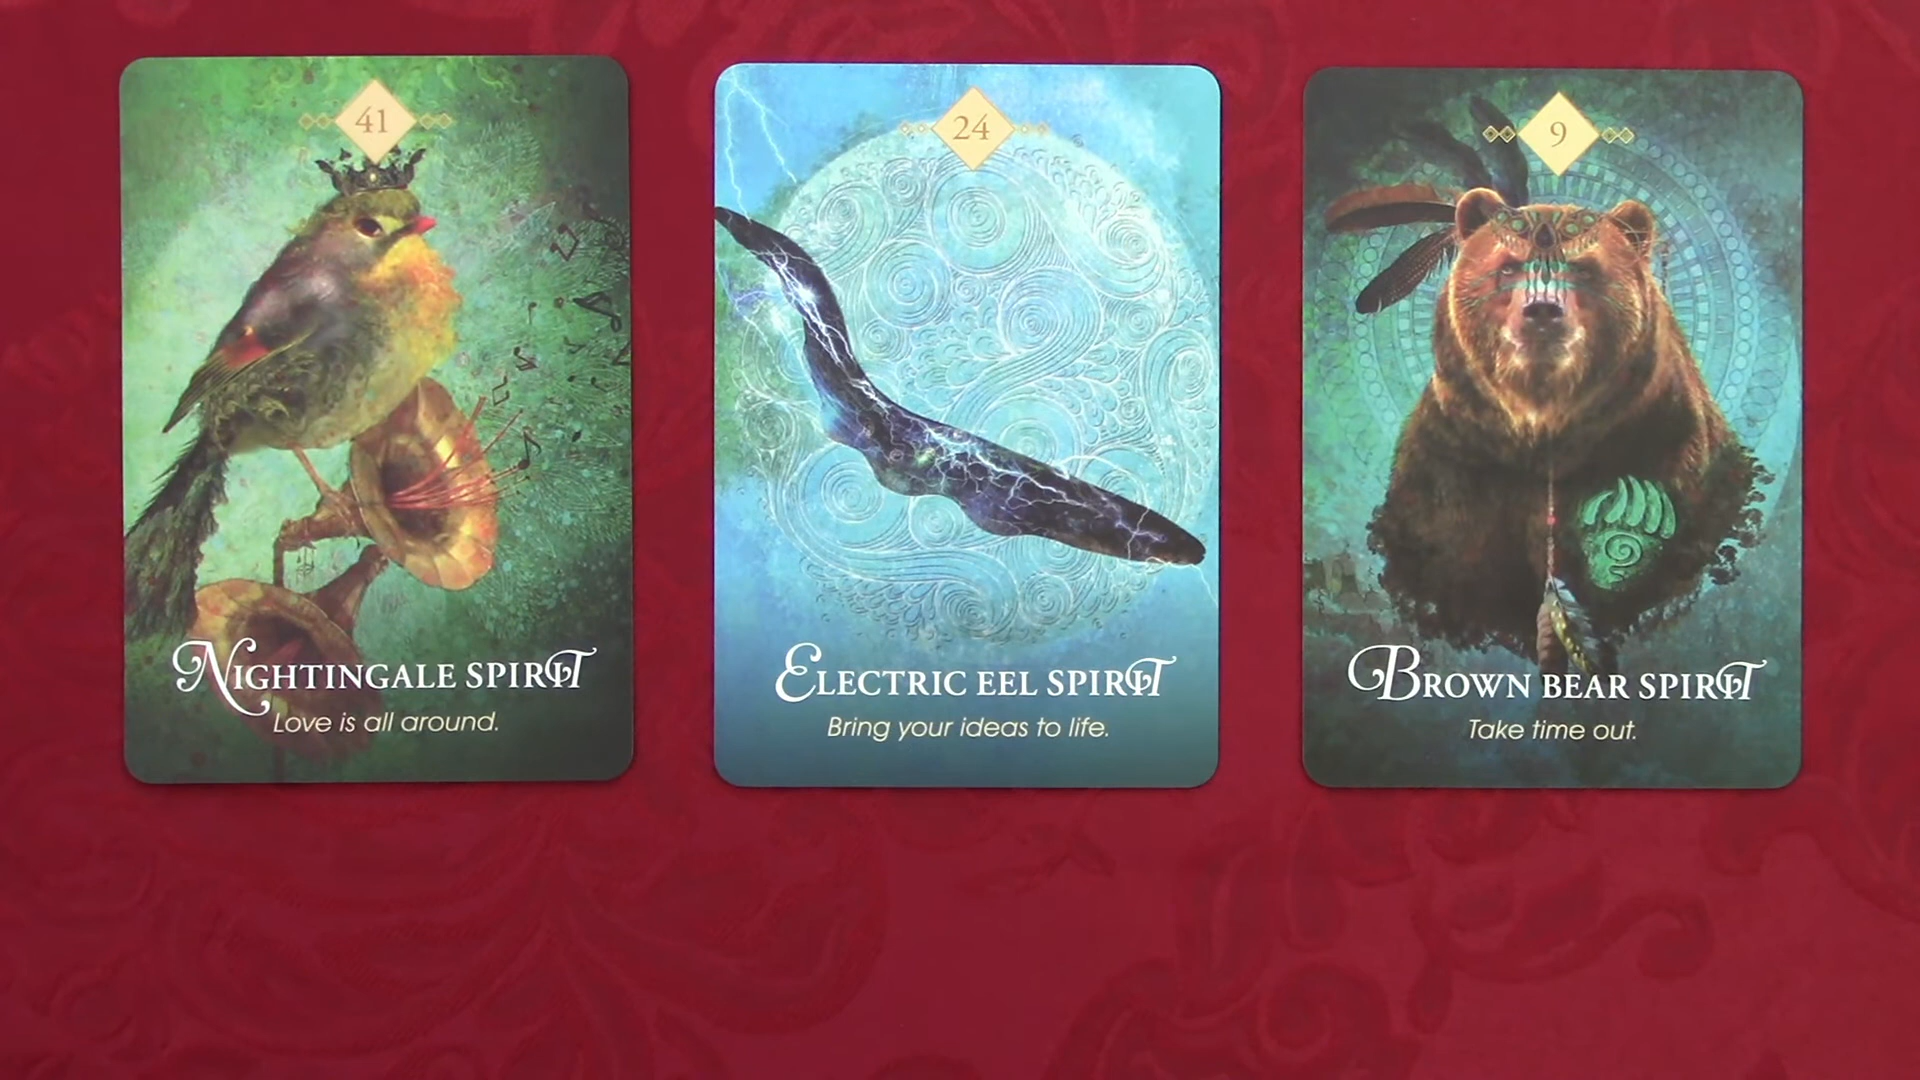 41
Nightingale spirit
Love is all around.
24
Electric eel spirit
Bring your ideas to life.
9
Brown bear spirit
Take time out.